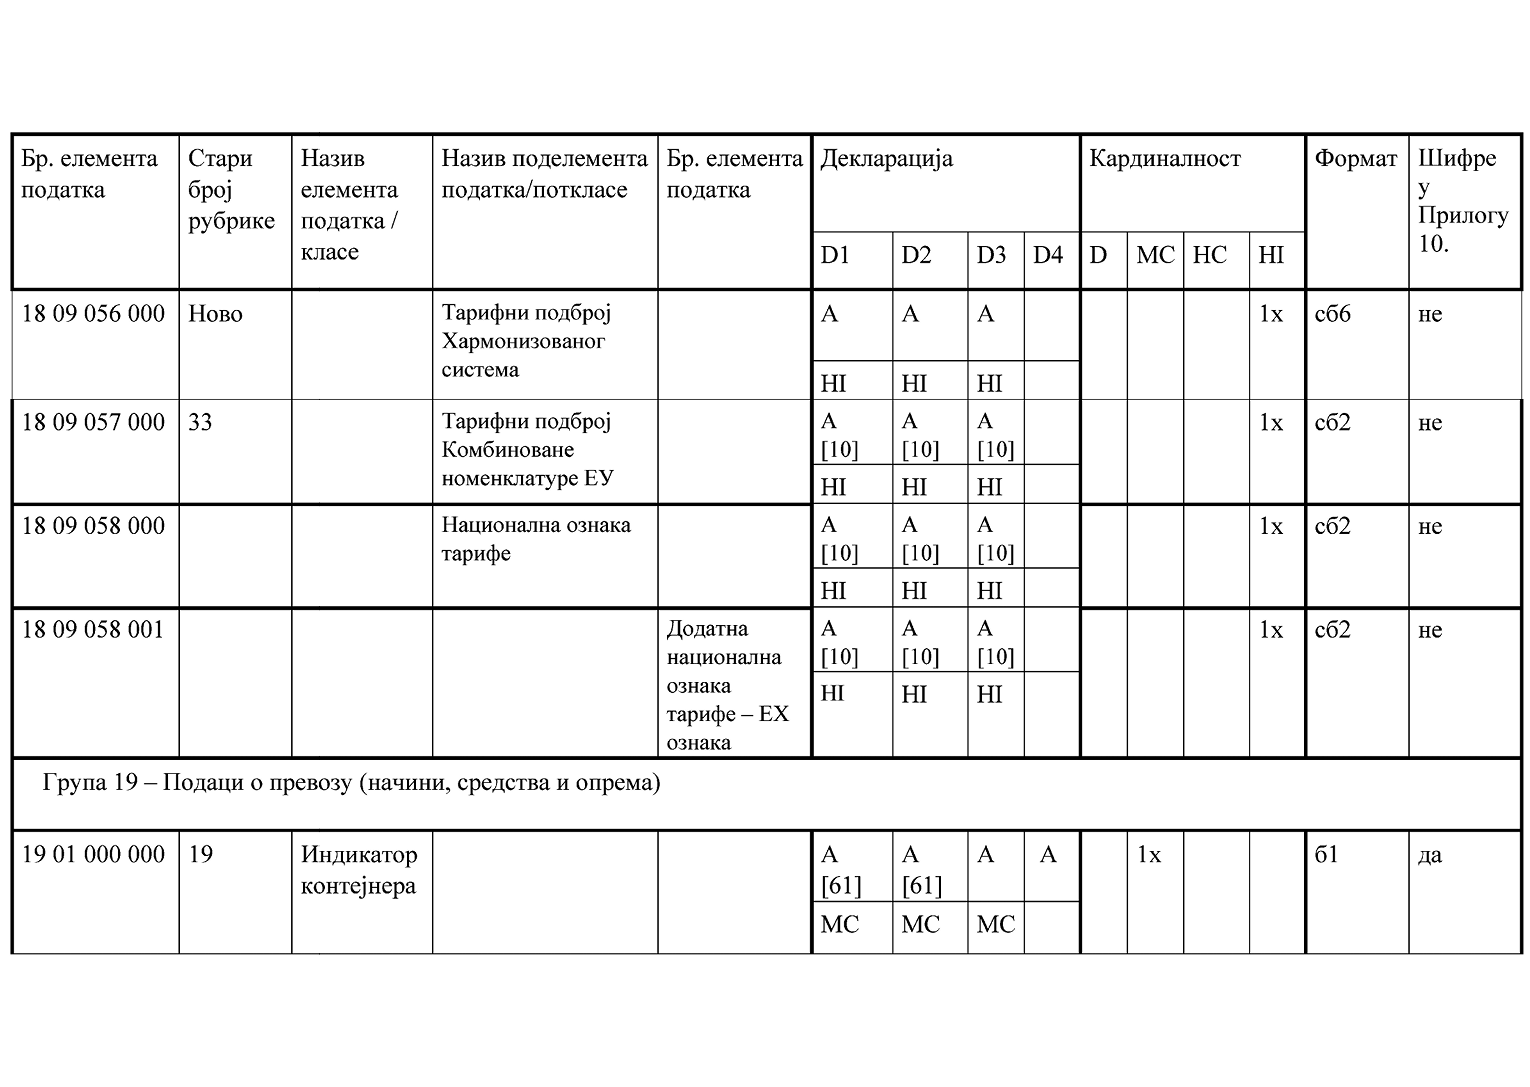 Бр. елемента податка | Стари број рубрике | Назив елемента податка / класе | Назив поделемента податка/поткласе | Бр. елемента податка | Декларација | Кардиналност | Формат | Шифре у Прилогу 10.
D1 | D2 | D3 | D4 | D | MC | HC | HI
18 09 056 000 | Ново | Тарифни подброј Хармонизованог система | A | A | A | 1x | сб6 | не
HI | HI | HI
18 09 057 000 | 33 | Тарифни подброј Комбиноване номенклатуре ЕУ | A [10] | A [10] | A [10] | 1x | сб2 | не
HI | HI | HI
18 09 058 000 | Национална ознака тарифе | A [10] | A [10] | A [10] | 1x | сб2 | не
HI | HI | HI
18 09 058 001 | Додатна национална ознака тарифе – EX ознака | A [10] | A [10] | A [10] | 1x | сб2 | не
HI | HI | HI
Група 19 – Подаци о превозу (начини, средства и опрема)
19 01 000 000 | 19 | Индикатор контејнера | A [61] | A [61] | A | A | 1x | б1 | да
MC | MC | MC